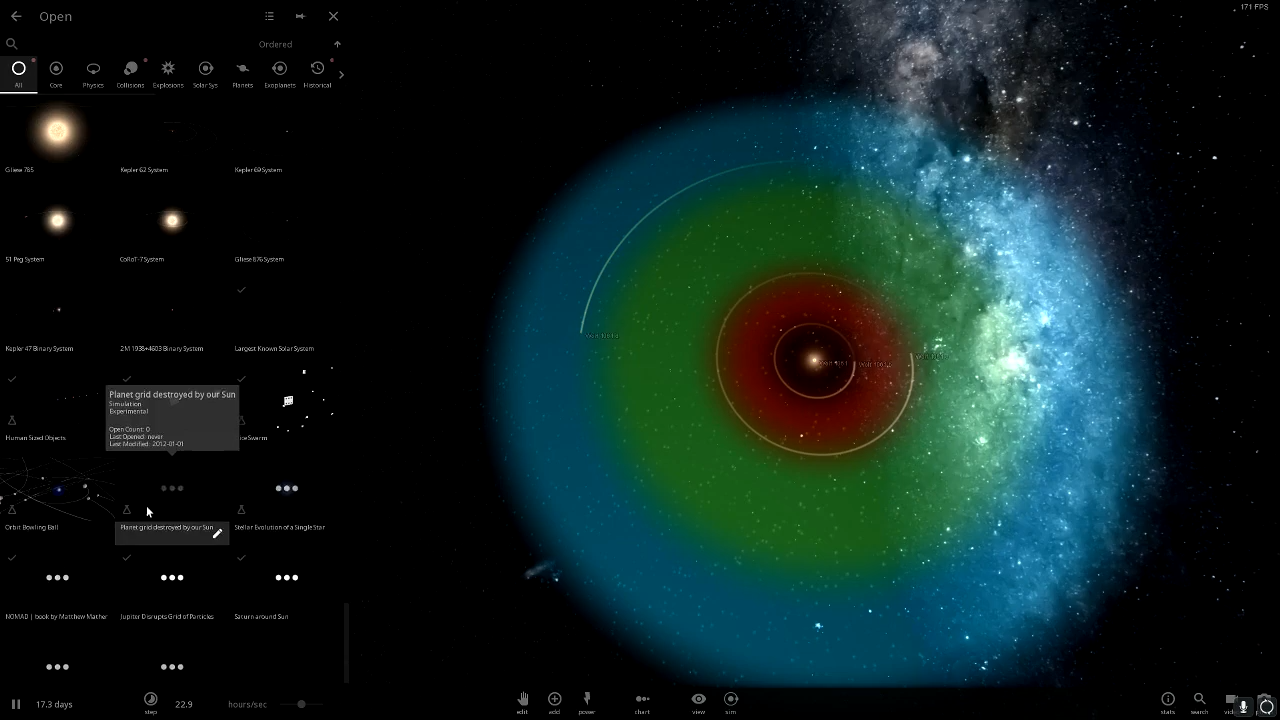 Open
171 FPS
Ordered
All
Core
Physics
Collisions
Explosions
Solar Sys
Planets
Exoplanets
Historical
Gliese 785
Kepler 62 System
Kepler 69 System
51 Peg System
CoRoT-7 System
Gliese 876 System
Kepler 47 Binary System
2M 1938+4603 Binary System
Largest Known Solar System
Planet grid destroyed by our Sun
Simulation
Experimental
Open Count: 0
Last Opened: never
Last Modified: 2012-01-01
Human Sized Objects
Orbit Bowling Ball
Planet grid destroyed by our Sun
Stellar Evolution of a Single Star
NOMAD | book by Matthew Mather
Jupiter Disrupts Grid of Particles
Saturn around Sun
17.3 days
step
22.9
hours/sec
edit
add
power
chart
view
sim
stats
search